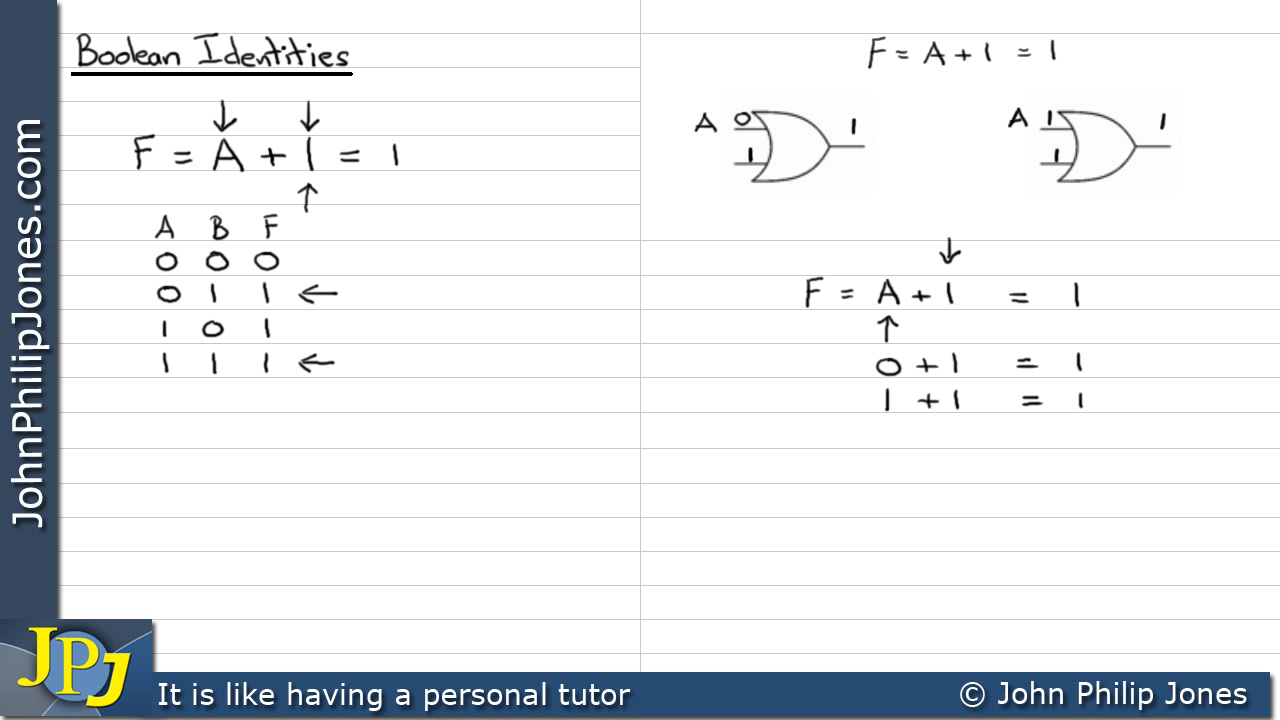 JohnPhilipJones.com
Boolean Identities
↓ ↓
F = A + 1 = 1
↑
A B F
0 0 0
0 1 1 ←
1 0 1
1 1 1 ←
F = A + 1 = 1
A 0 1
1
A 1 1
1
↓
F = A + 1 = 1
↑
0 + 1 = 1
1 + 1 = 1
JPJ
It is like having a personal tutor
© John Philip Jones